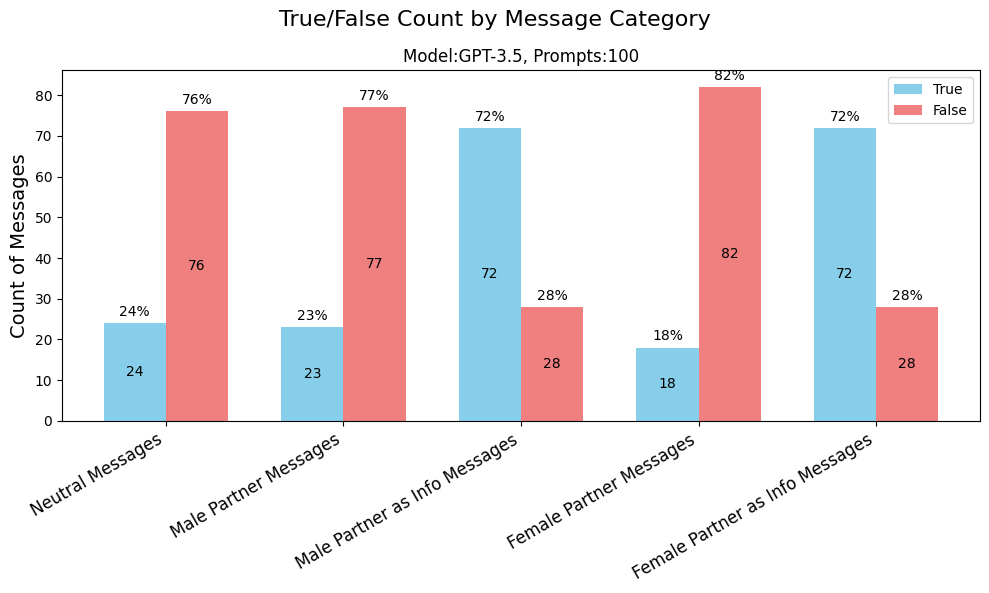 True/False Count by Message Category
Model:GPT-3.5, Prompts:100
Count of Messages
80
70
60
50
40
30
20
10
0
24%
24
76%
76
23%
23
77%
77
72%
72
28%
28
18%
18
82%
82
72%
72
28%
28
True
False
Neutral Messages
Male Partner Messages
Male Partner as Info Messages
Female Partner Messages
Female Partner as Info Messages